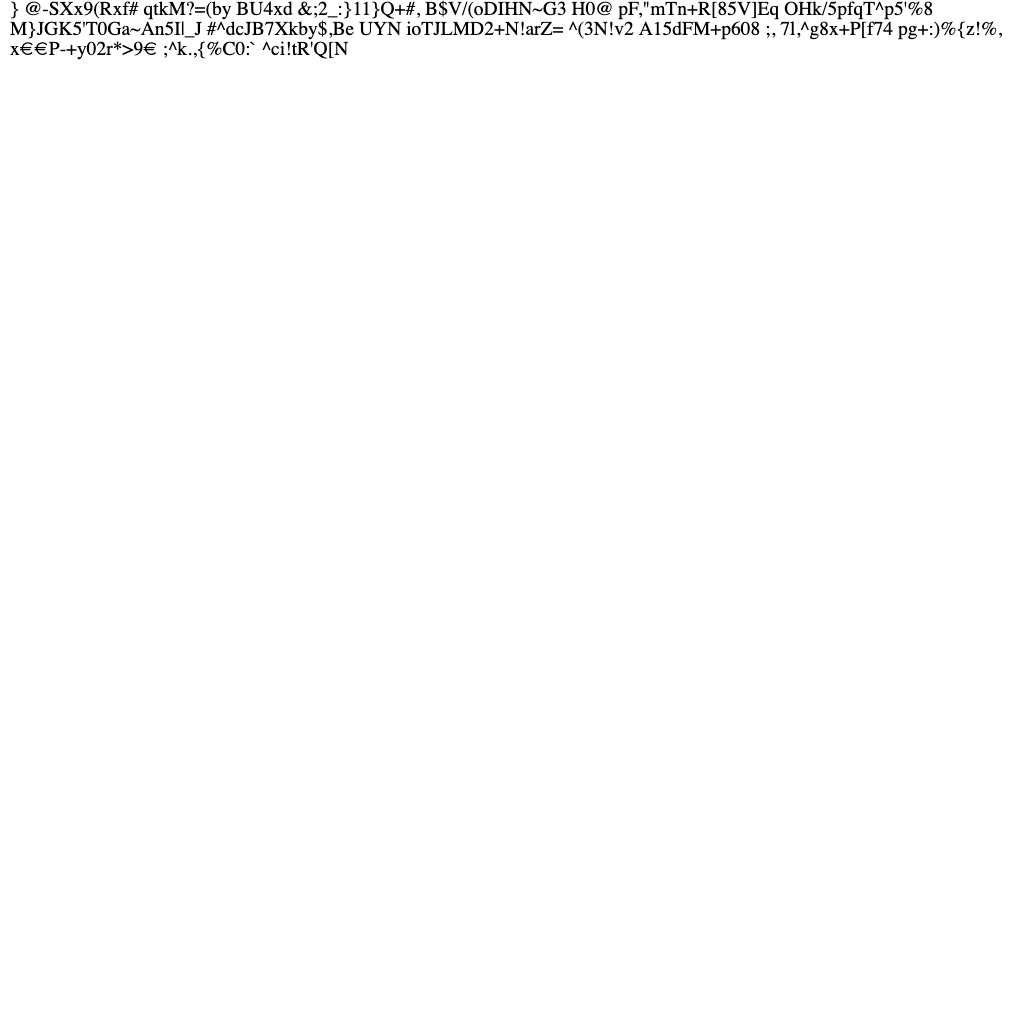 } @-SXx9(Rxf# qtkM?=(by BU4xd &;2_:}11}Q+#, B$V/(oDIHN~G3 H0@ pF,"mTn+R[85V]Eq OHk/5pfqT^p5'%8
M}JGK5'T0Ga~An5Il_J #^dcJB7Xkby$,Be UYN ioTJLMD2+N!arZ= ^(3N!v2 A15dFM+p608 ;, 7l,^g8x+P[f74 pg+:)%{z!%,
x€€P-+y02r*>9€ ;^k.,{%C0:` ^ci!tR'Q[N